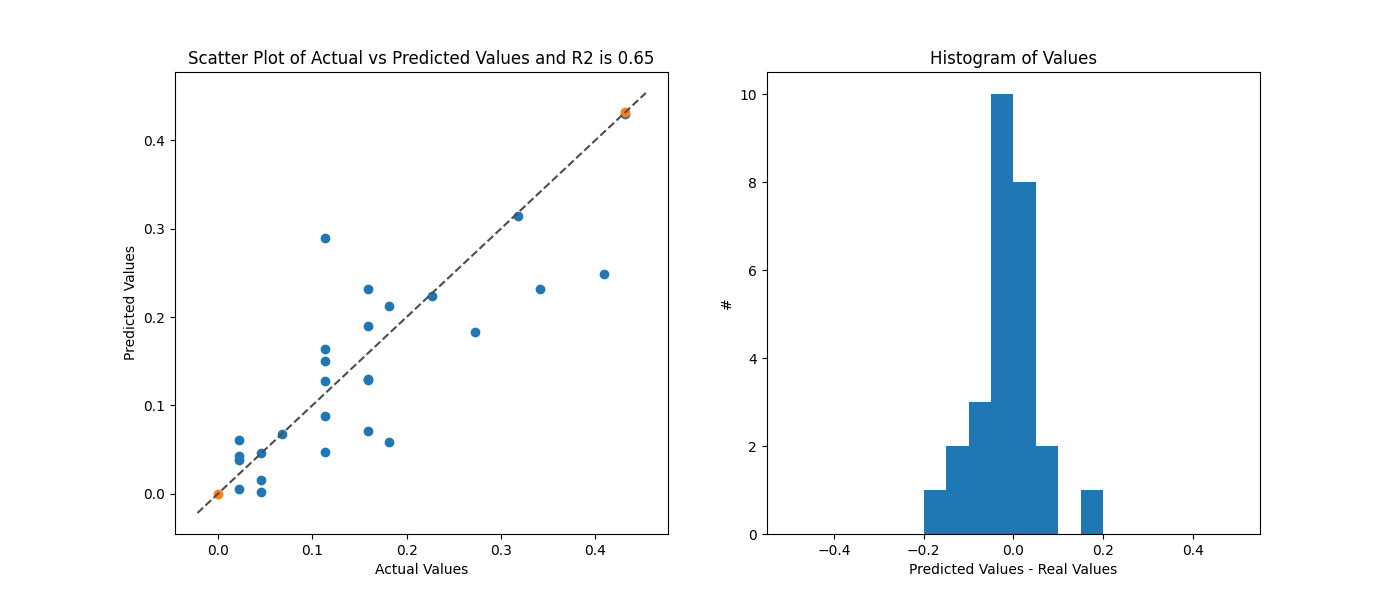 Scatter Plot of Actual vs Predicted Values and R2 is 0.65
0.4
0.3
0.2
0.1
0.0
Predicted Values
0.0 0.1 0.2 0.3 0.4
Actual Values
Histogram of Values
10
8
6
4
2
0
#
−0.4 −0.2 0.0 0.2 0.4
Predicted Values - Real Values